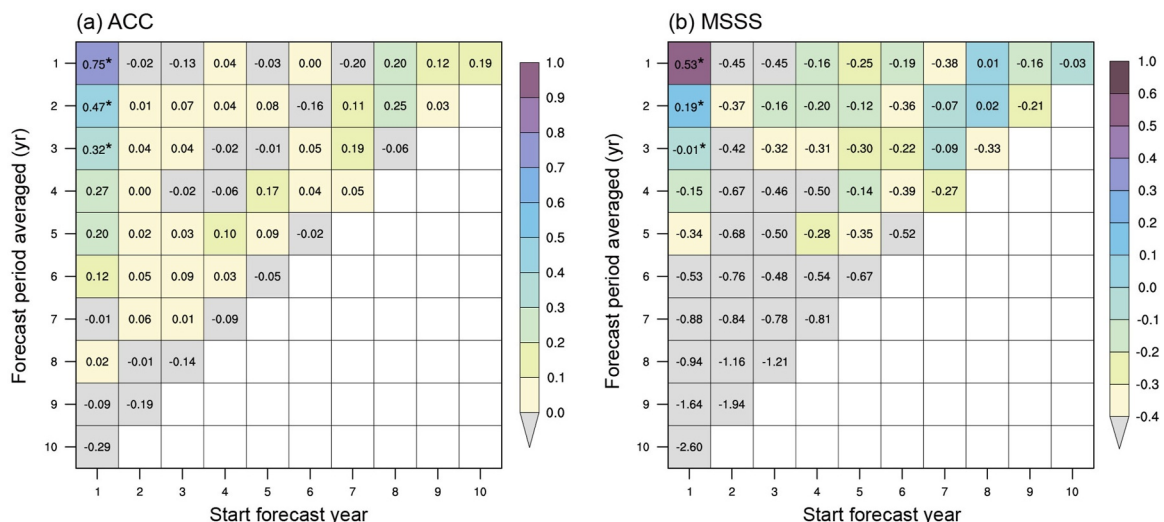 (a) ACC
Forecast period averaged (yr)
1 0.75* -0.02 -0.13 0.04 -0.03 0.00 -0.20 0.20 0.12 0.19
2 0.47* 0.01 0.07 0.04 0.08 -0.16 0.11 0.25 0.03
3 0.32* 0.04 0.04 -0.02 -0.01 0.05 0.19 -0.06
4 0.27 0.00 -0.02 -0.06 0.17 0.04 0.05
5 0.20 0.02 0.03 0.10 0.09 -0.02
6 0.12 0.05 0.09 0.03 -0.05
7 -0.01 0.06 0.01 -0.09
8 0.02 -0.01 -0.14
9 -0.09 -0.19
10 -0.29
1 2 3 4 5 6 7 8 9 10
Start forecast year
1.0
0.9
0.8
0.7
0.6
0.5
0.4
0.3
0.2
0.1
0.0
(b) MSSS
Forecast period averaged (yr)
1 0.53* -0.45 -0.45 -0.16 -0.25 -0.19 -0.38 0.01 -0.16 -0.03
2 0.19* -0.37 -0.16 -0.20 -0.12 -0.36 -0.07 0.02 -0.21
3 -0.01* -0.42 -0.32 -0.31 -0.30 -0.22 -0.09 -0.33
4 -0.15 -0.67 -0.46 -0.50 -0.14 -0.39 -0.27
5 -0.34 -0.68 -0.50 -0.28 -0.35 -0.52
6 -0.53 -0.76 -0.48 -0.54 -0.67
7 -0.88 -0.84 -0.78 -0.81
8 -0.94 -1.16 -1.21
9 -1.64 -1.94
10 -2.60
1 2 3 4 5 6 7 8 9 10
Start forecast year
1.0
0.6
0.5
0.4
0.3
0.2
0.1
0.0
-0.1
-0.2
-0.3
-0.4